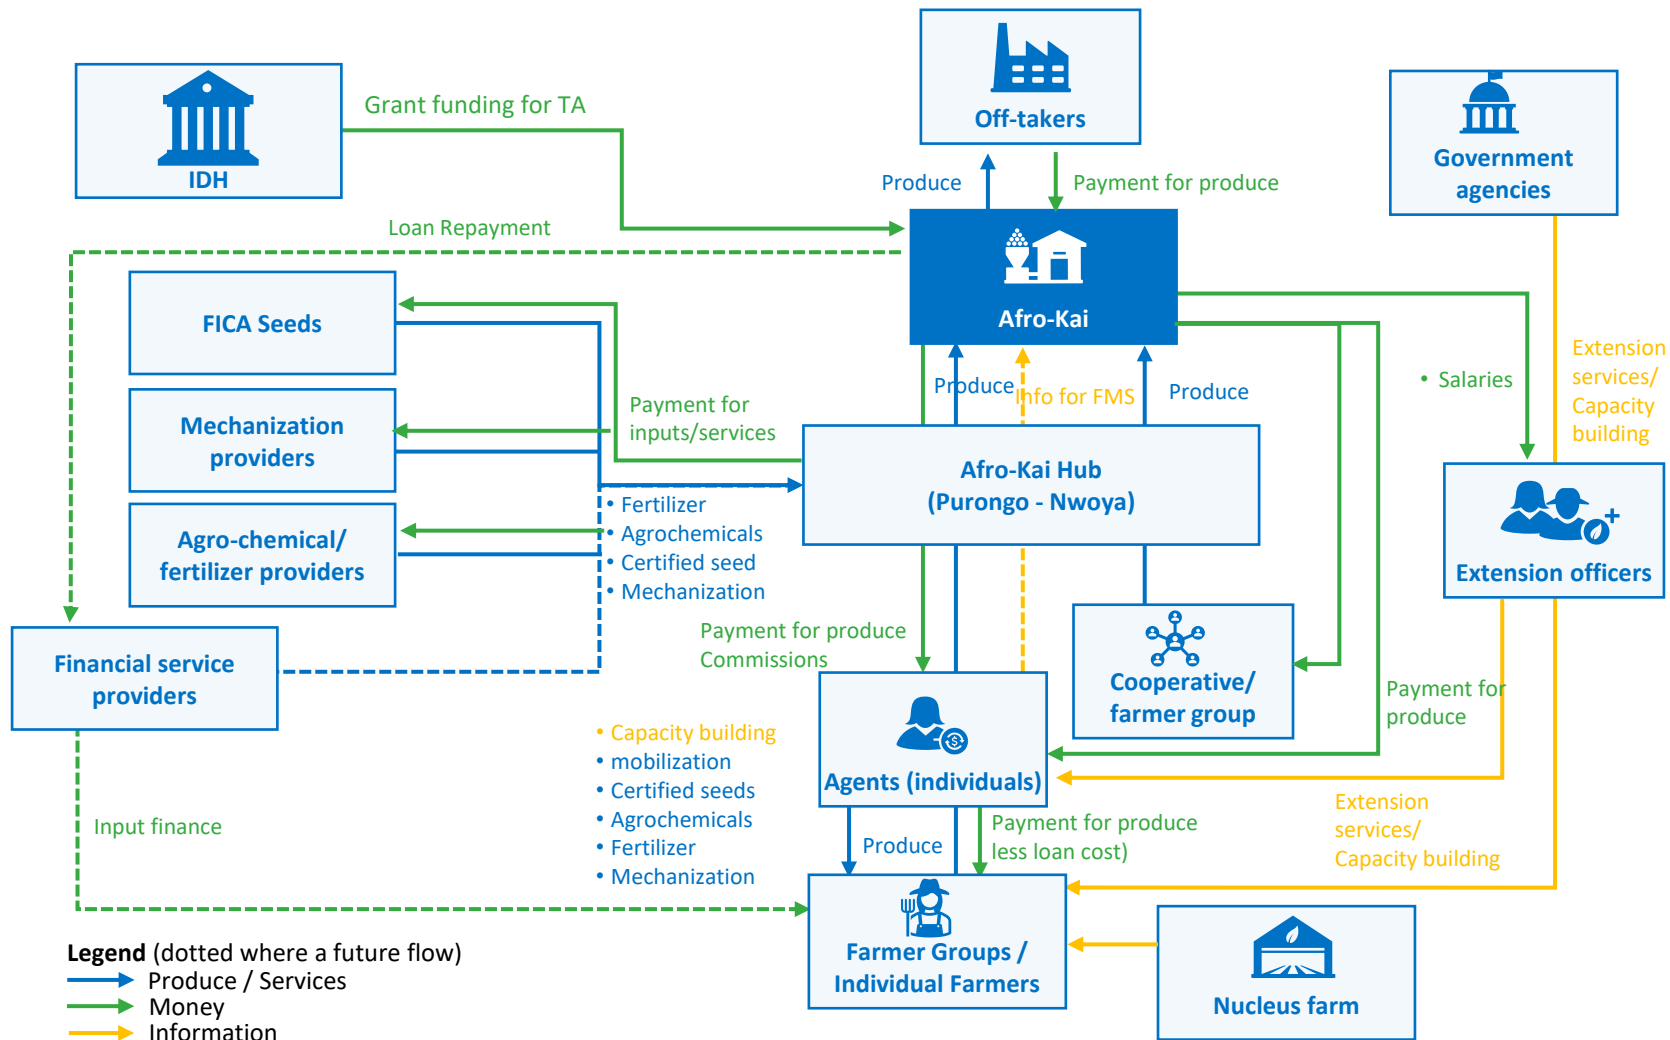 IDH
Grant funding for TA
Off-takers
Government
agencies
Produce
Payment for produce
Loan Repayment
Afro-Kai
FICA Seeds
Mechanization
providers
Agro-chemical/
fertilizer providers
Payment for
inputs/services
Produce
Info for FMS
Produce
• Salaries
Extension
services/
Capacity
building
Afro-Kai Hub
(Purongo - Nwoya)
• Fertilizer
• Agrochemicals
• Certified seed
• Mechanization
Extension officers
Financial service
providers
Payment for produce
Commissions
Cooperative/
farmer group
Payment for
produce
Agents (individuals)
• Capacity building
• mobilization
• Certified seeds
• Agrochemicals
• Fertilizer
• Mechanization
Input finance
Produce
Payment for produce
less loan cost)
Extension
services/
Capacity building
Farmer Groups /
Individual Farmers
Nucleus farm
Legend (dotted where a future flow)
Produce / Services
Money
Information